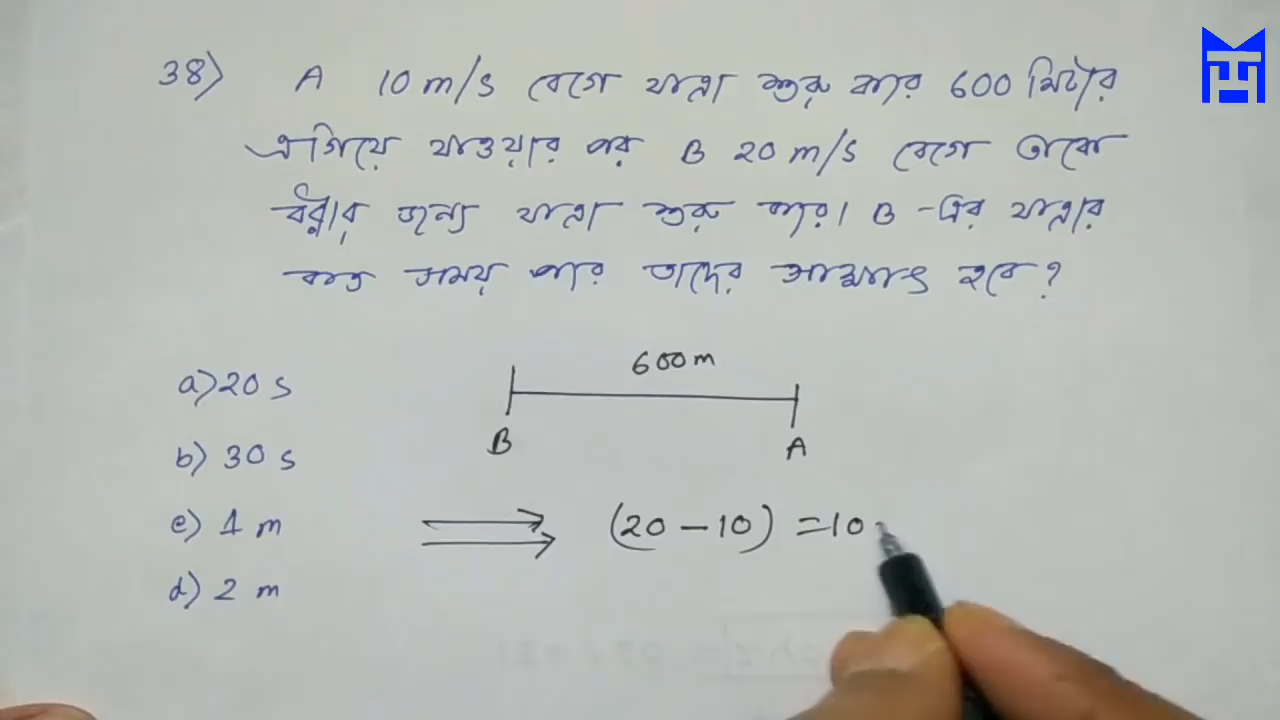 38) A 10 m/s বেগে যাত্রা শুরু করে 600 মিটার
এগিয়ে যাওয়ার পর B 20 m/s বেগে তাকে
ধরার জন্য যাত্রা শুরু করে। B -এর যাত্রার
কত সময় পরে তাদের সাক্ষাৎ হবে?
a) 20 s
b) 30 s
c) 1 m
d) 2 m
600 m
B A
(20 – 10) = 10